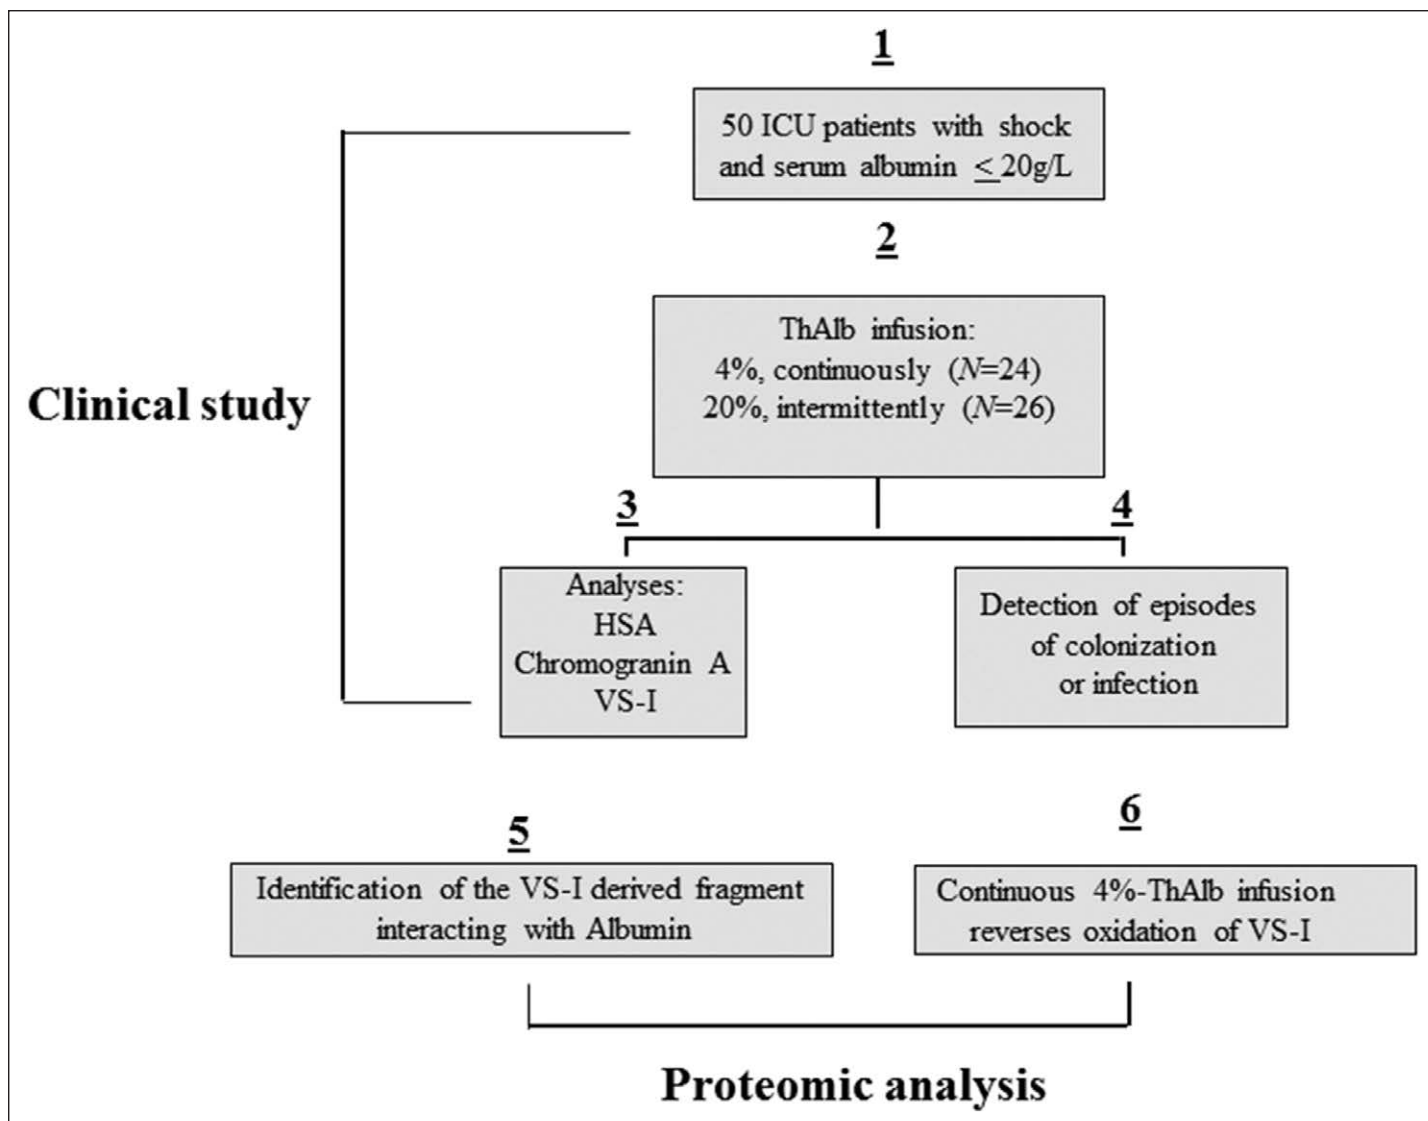 1
50 ICU patients with shock
and serum albumin ≤ 20g/L
2
ThAlb infusion:
4%, continuously (N=24)
20%, intermittently (N=26)
Clinical study
3
4
Analyses:
HSA
Chromogranin A
VS-I
Detection of episodes
of colonization
or infection
5
6
Identification of the VS-I derived fragment
interacting with Albumin
Continuous 4%-ThAlb infusion
reverses oxidation of VS-I
Proteomic analysis